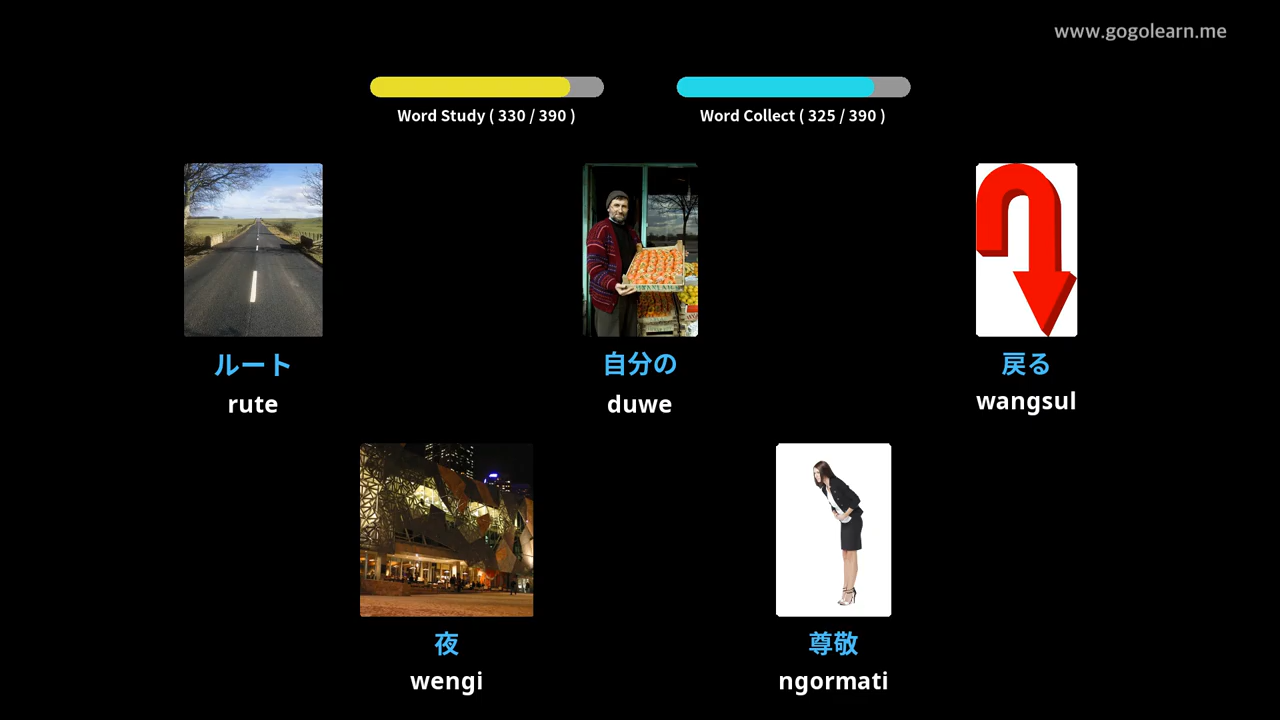 www.gogolearn.me
Word Study ( 330 / 390 )
Word Collect ( 325 / 390 )
ルート
rute
自分の
duwe
戻る
wangsul
夜
wengi
尊敬
ngormati